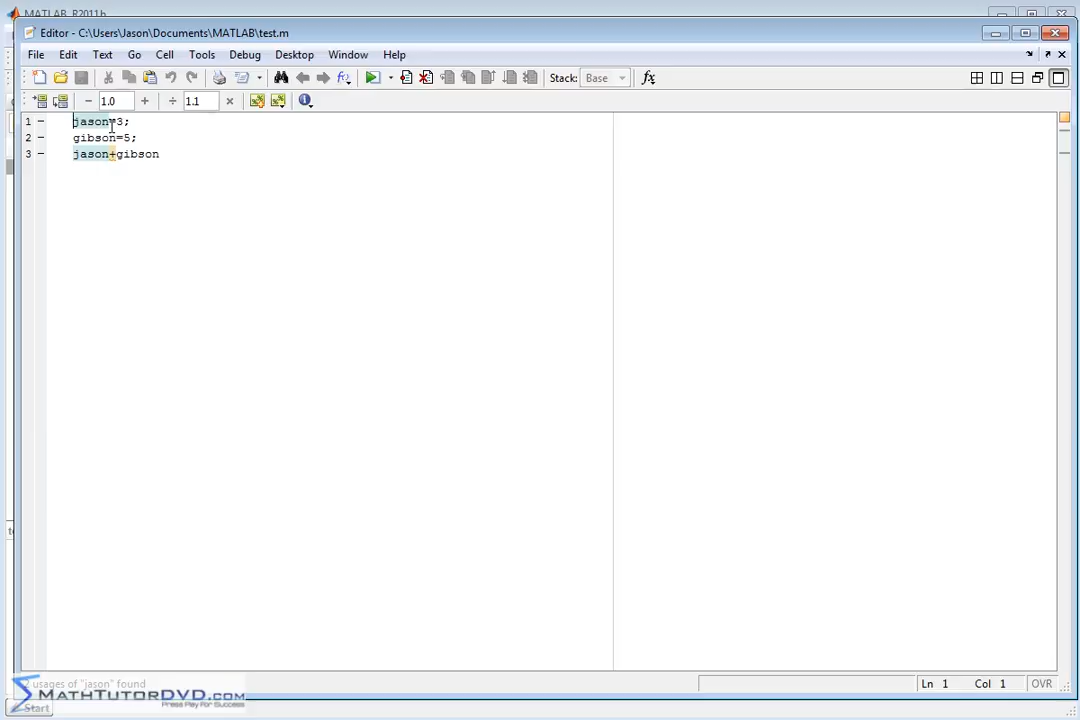 MATLAB R2011b
Editor - C:\Users\Jason\Documents\MATLAB\test.m
File Edit Text Go Cell Tools Debug Desktop Window Help
Stack: Base fx
1.0 1.1
1 jason=3;
2 gibson=5;
3 jason+gibson
2 usages of "jason" found
Ln 1 Col 1 OVR
MATHTUTORDVD.COM
Press Play For Success
Start